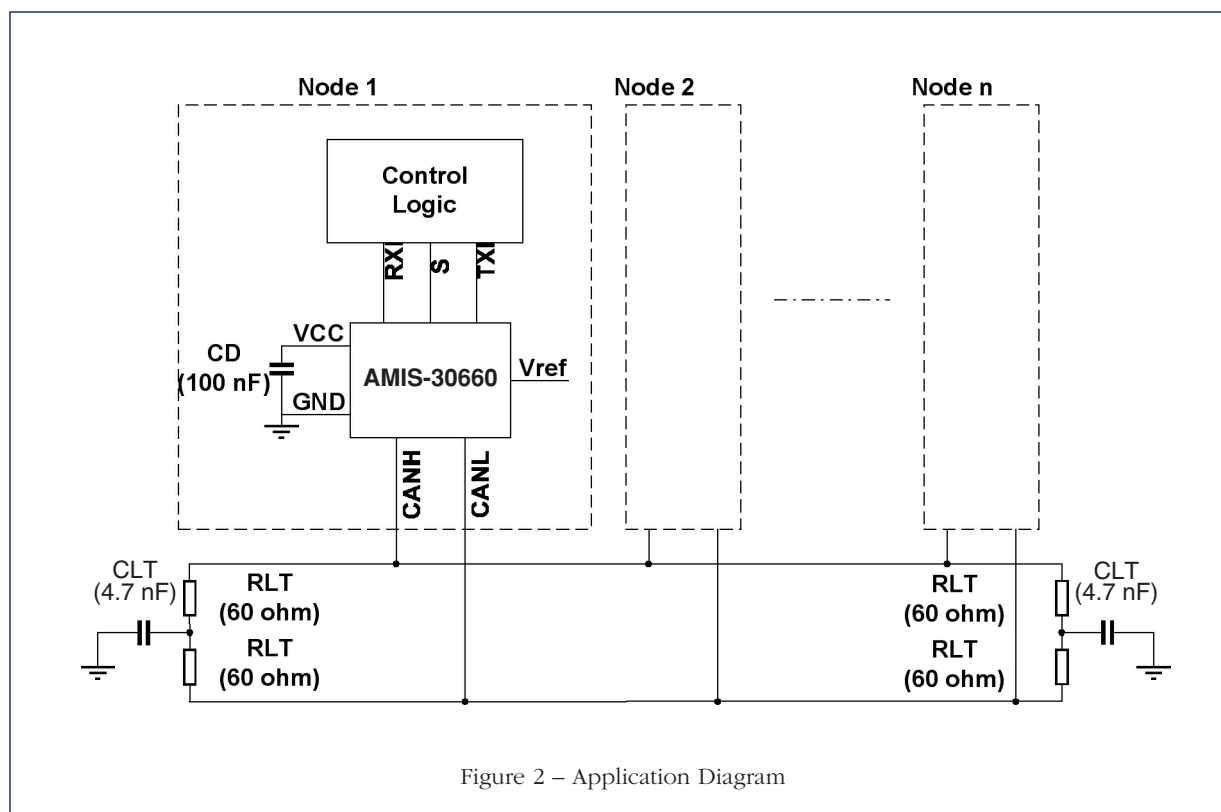 Node 1
Node 2
Node n
Control
Logic
RX
S
TX
VCC
CD
(100 nF)
GND
AMIS-30660
Vref
CANH
CANL
CLT
(4.7 nF)
RLT
(60 ohm)
RLT
(60 ohm)
RLT
(60 ohm)
RLT
(60 ohm)
CLT
(4.7 nF)
Figure 2 – Application Diagram